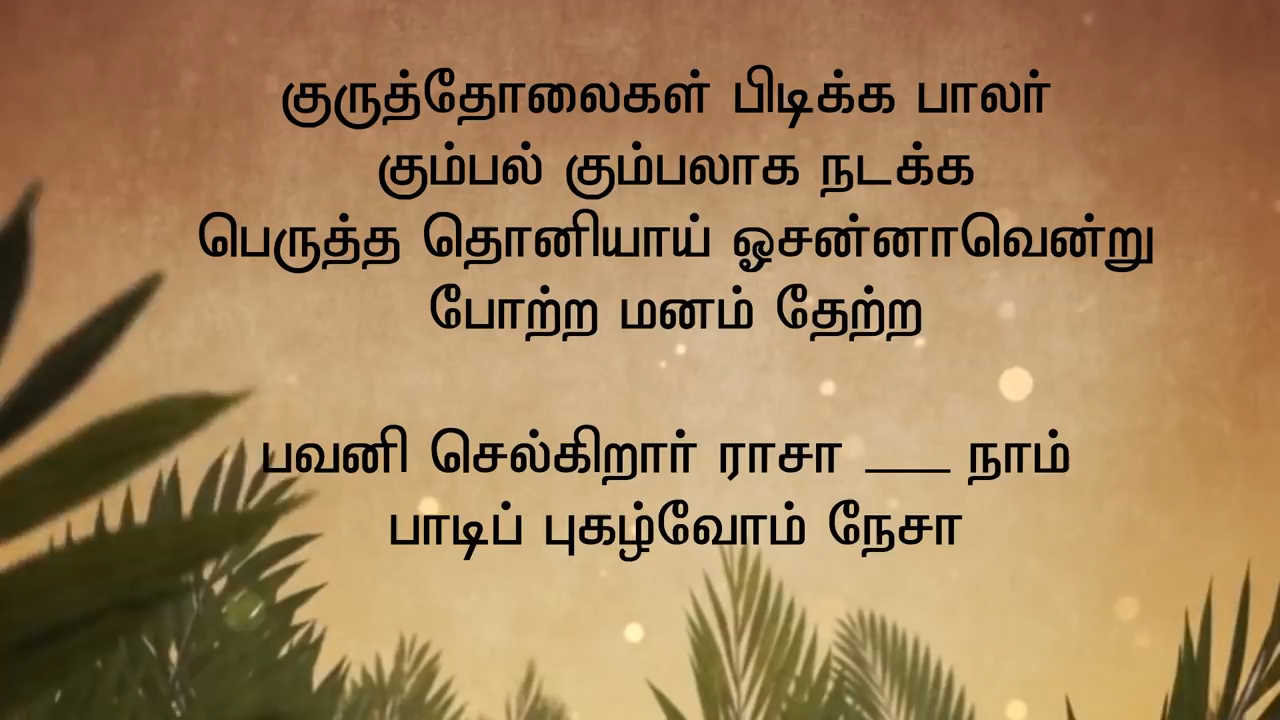 குருத்தோலைகள் பிடிக்க பாலர்
கும்பல் கும்பலாக நடக்க
பெருத்த தொனியாய் ஓசன்னாவென்று
போற்ற மனம் தேற்ற
பவனி செல்கிறார் ராசா ___ நாம்
பாடிப் புகழ்வோம் நேசா